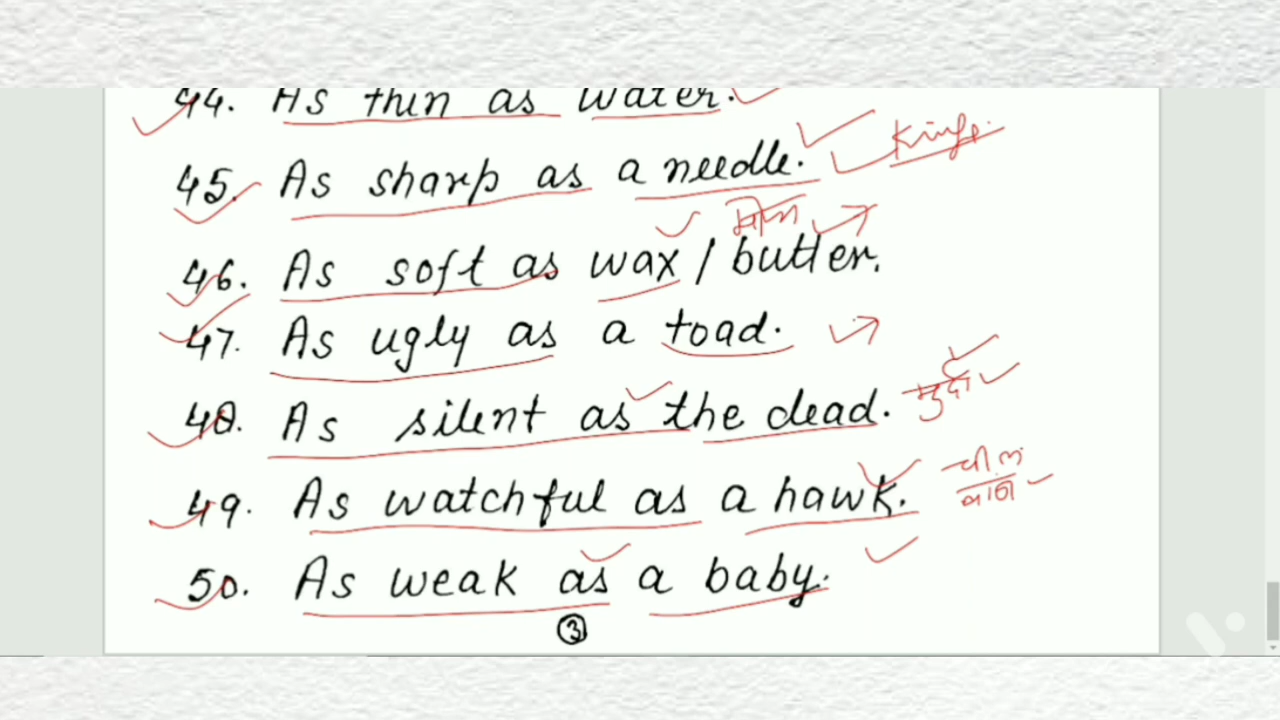 44. As thin as water.
45. As sharp as a needle.
मोम
46. As soft as wax / butter.
47. As ugly as a toad.
48. As silent as the dead. मुर्दा
49. As watchful as a hawk. चील
बाज
50. As weak as a baby.
3